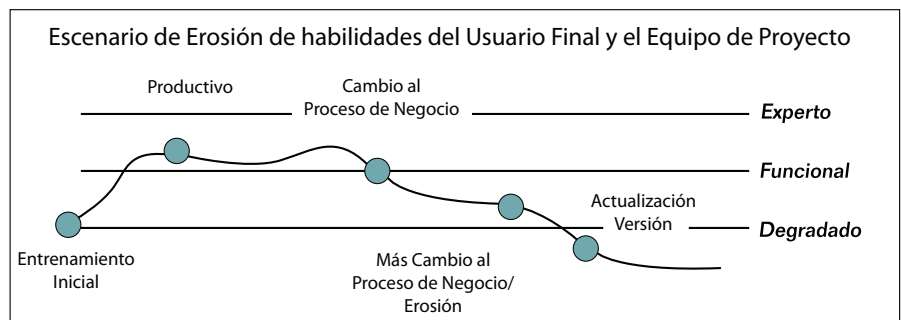 Escenario de Erosión de habilidades del Usuario Final y el Equipo de Proyecto
Productivo
Cambio al
Proceso de Negocio
Experto
Funcional
Actualización
Versión
Degradado
Entrenamiento
Inicial
Más Cambio al
Proceso de Negocio/
Erosión